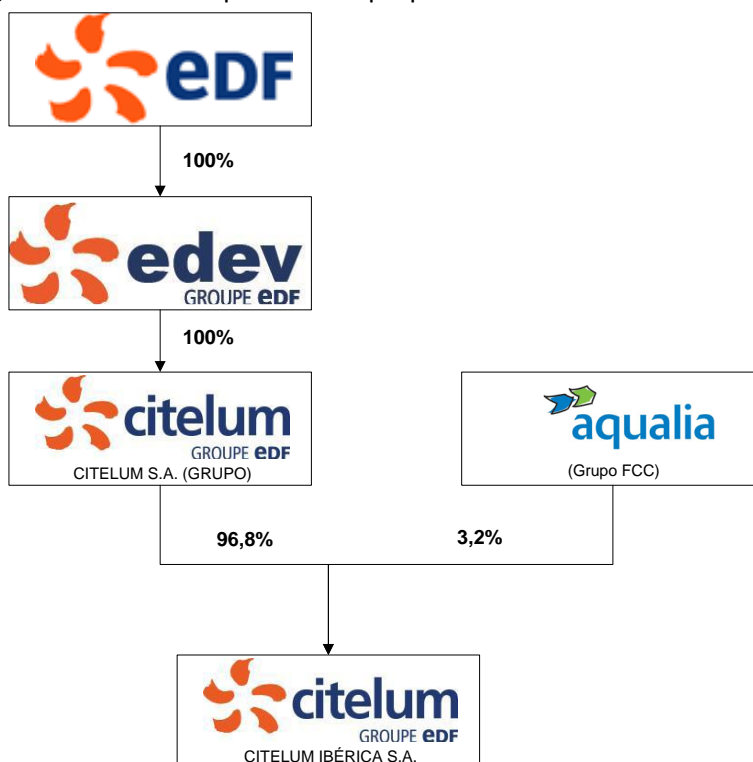 eDF
100%
edev
GROUPE eDF
100%
citelum
GROUPE eDF
CITELUM S.A. (GRUPO)
aqualia
(Grupo FCC)
96,8%
3,2%
citelum
GROUPE eDF
CITELUM IBÉRICA S.A.